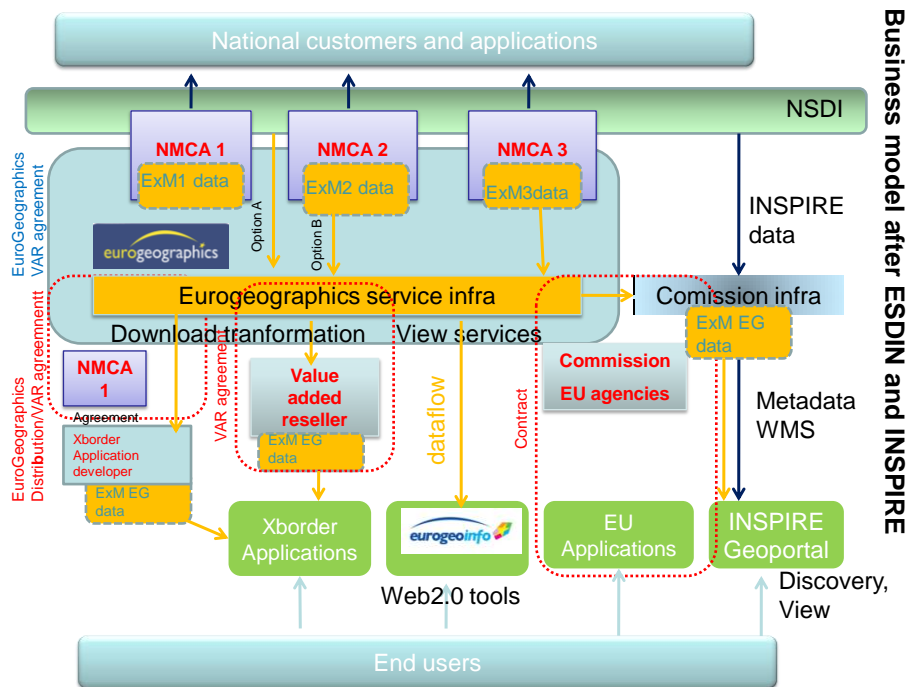 National customers and applications
NSDI
NMCA 1
NMCA 2
NMCA 3
ExM1 data
ExM2 data
ExM3data
EuroGeographics
VAR agreement
eurogeographics
Option A
Option B
INSPIRE
data
Eurogeographics service infra
Comission infra
Download tranformation
View services
ExM EG
data
EuroGeographics
Distribution/VAR agreemnentt
NMCA
1
Agreement
Xborder
Application
developer
ExM EG
data
VAR agreement
Value
added
reseller
ExM EG
data
dataflow
Contract
Commission
EU agencies
Metadata
WMS
Xborder
Applications
eurogeoinfo
Web2.0 tools
EU
Applications
INSPIRE
Geoportal
Discovery,
View
End users
Business model after ESDIN and INSPIRE